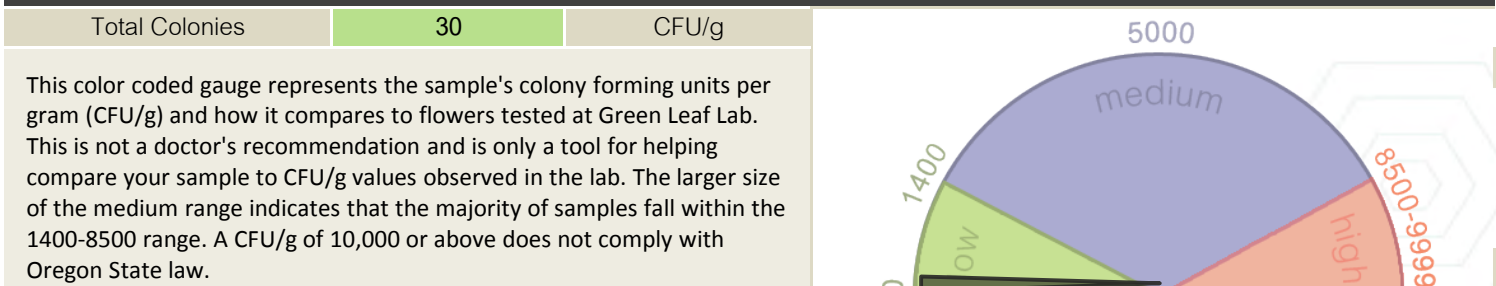 Total Colonies 30 CFU/g
This color coded gauge represents the sample's colony forming units per
gram (CFU/g) and how it compares to flowers tested at Green Leaf Lab.
This is not a doctor's recommendation and is only a tool for helping
compare your sample to CFU/g values observed in the lab. The larger size
of the medium range indicates that the majority of samples fall within the
1400-8500 range. A CFU/g of 10,000 or above does not comply with
Oregon State law.
5000
medium
1400
8500-9999
high